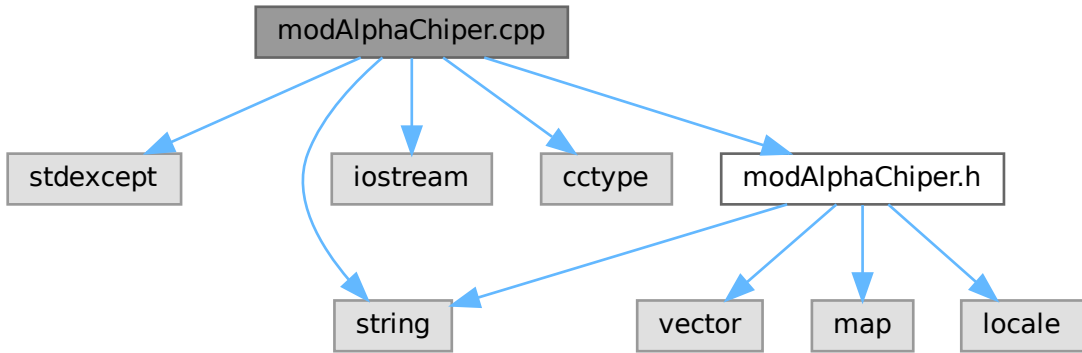 modAlphaChiper.cpp
stdexcept
iostream
cctype
modAlphaChiper.h
string
vector
map
locale